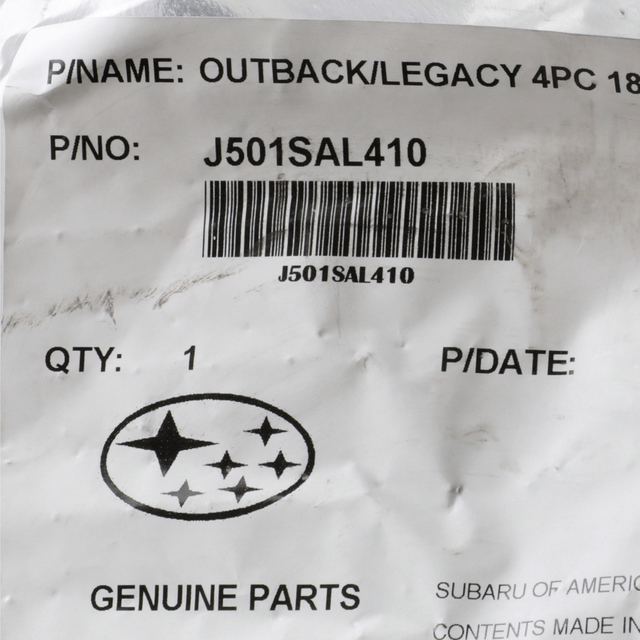 P/NAME: OUTBACK/LEGACY 4PC 18
P/NO: J501SAL410
J501SAL410
QTY: 1 P/DATE:
GENUINE PARTS
SUBARU OF AMERIC
CONTENTS MADE IN